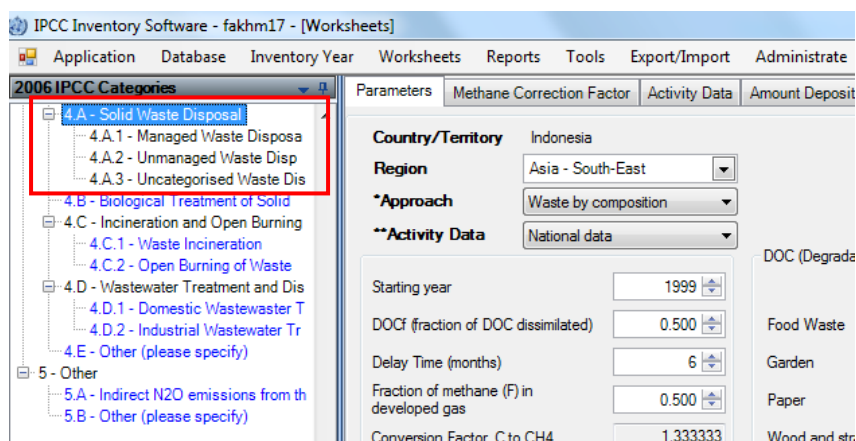 IPCC Inventory Software - fakhm17 - [Worksheets]
Application Database Inventory Year Worksheets Reports Tools Export/Import Administrate
2006 IPCC Categories
4.A - Solid Waste Disposal
4.A.1 - Managed Waste Disposa
4.A.2 - Unmanaged Waste Disp
4.A.3 - Uncategorised Waste Dis
4.B - Biological Treatment of Solid
4.C - Incineration and Open Burning
4.C.1 - Waste Incineration
4.C.2 - Open Burning of Waste
4.D - Wastewater Treatment and Dis
4.D.1 - Domestic Wastewaster T
4.D.2 - Industrial Wastewater Tr
4.E - Other (please specify)
5 - Other
5.A - Indirect N2O emissions from th
5.B - Other (please specify)
Parameters Methane Correction Factor Activity Data Amount Deposit
Country/Territory Indonesia
Region Asia - South-East
*Approach Waste by composition
**Activity Data National data
Starting year 1999
DOCf (fraction of DOC dissimilated) 0.500
Delay Time (months) 6
Fraction of methane (F) in
developed gas 0.500
Conversion Factor, C to CH4 1.333333
DOC (Degrada
Food Waste
Garden
Paper
Wood and stra